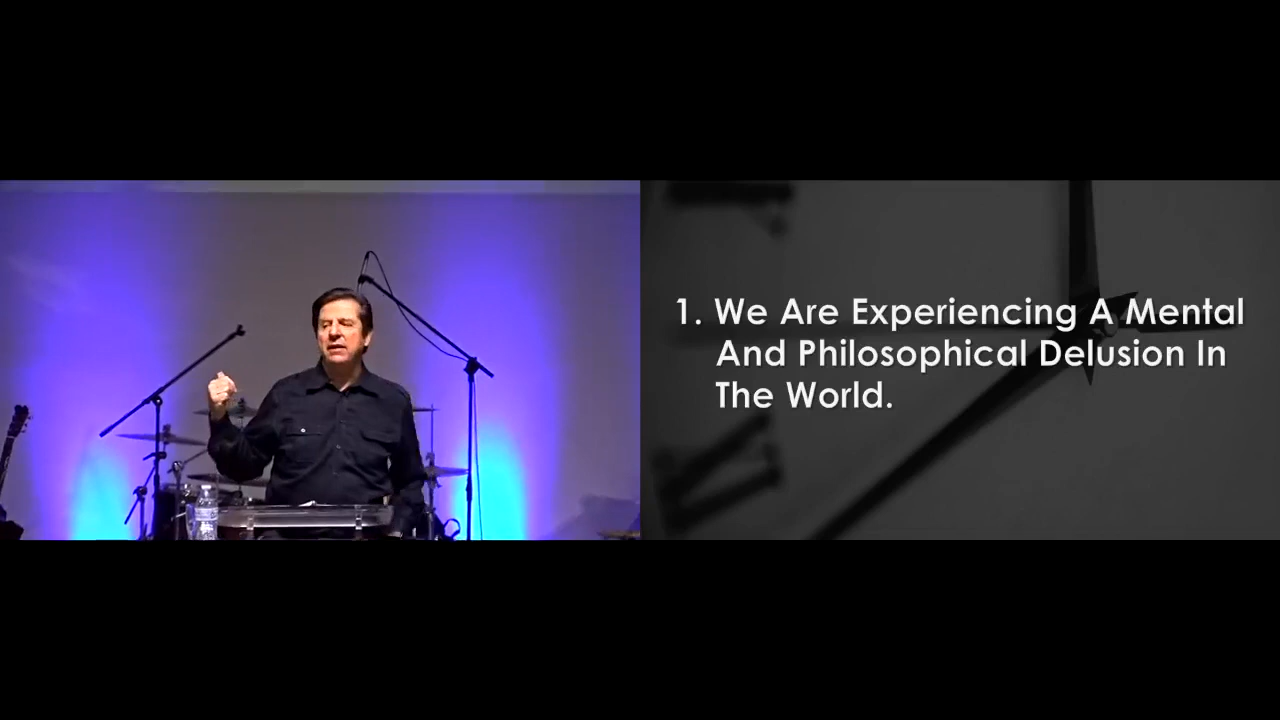 1. We Are Experiencing A Mental
And Philosophical Delusion In
The World.